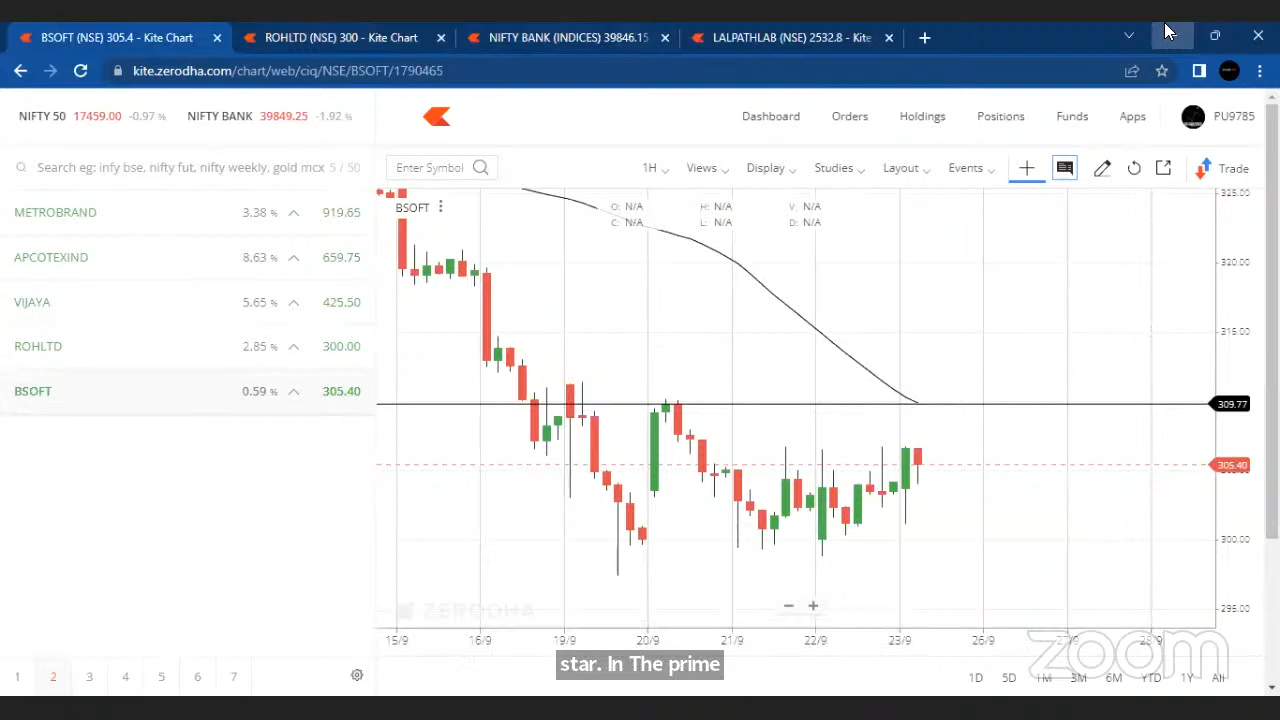 BSOFT (NSE) 305.4 - Kite Chart
ROHLTD (NSE) 300 - Kite Chart
NIFTY BANK (INDICES) 39846.15
LALPATHLAB (NSE) 2532.8 - Kite
kite.zerodha.com/chart/web/ciq/NSE/BSOFT/1790465
NIFTY 50 17459.00 -0.97 %
NIFTY BANK 39849.25 -1.92 %
Dashboard
Orders
Holdings
Positions
Funds
Apps
PU9785
Search eg: infy bse, nifty fut, nifty weekly, gold mcx 5 / 50
Enter Symbol
1H
Views
Display
Studies
Layout
Events
Trade
METROBRAND 3.38 % 919.65
APCOTEXIND 8.63 % 659.75
VIJAYA 5.65 % 425.50
ROHLTD 2.85 % 300.00
BSOFT 0.59 % 305.40
BSOFT
O: N/A H: N/A V: N/A
C: N/A L: N/A D: N/A
325.00
320.00
315.00
309.77
305.40
300.00
295.00
ZERODHA
15/9 16/9 19/9 20/9 21/9 22/9 23/9 26/9 27/9 28/9
star. In The prime
zoom
1 2 3 4 5 6 7
1D 5D 1M 3M 6M YTD 1Y All